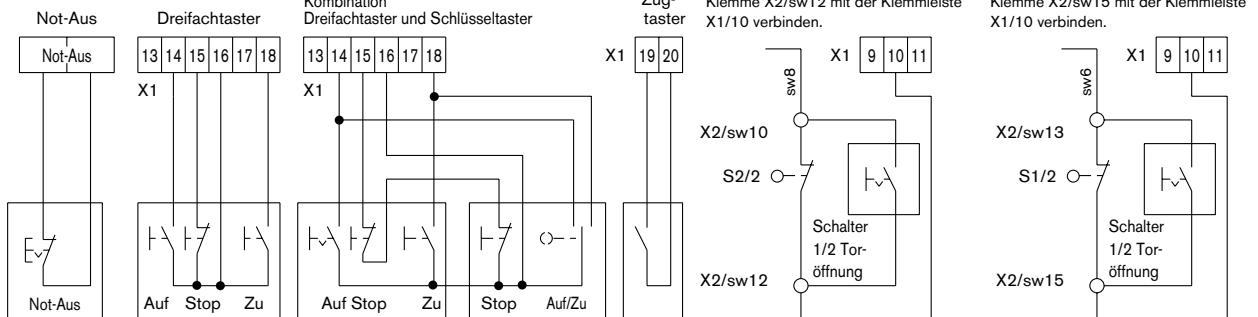 Not-Aus
Dreifachtaster
Kombination
Dreifachtaster und Schlüsseltaster
Zug-
taster
Klemme X2/sw12 mit der Klemmleiste
X1/10 verbinden.
Klemme X2/sw15 mit der Klemmleiste
X1/10 verbinden.
Not-Aus
13 14 15 16 17 18
X1
13 14 15 16 17 18
X1
X1 19 20
X1 9 10 11
X1 9 10 11
sw8
sw6
X2/sw10
X2/sw13
S2/2
S1/2
Schalter
1/2 Tor-
öffnung
Schalter
1/2 Tor-
öffnung
X2/sw12
X2/sw15
Not-Aus
Auf Stop Zu
Auf Stop Zu
Stop Auf/Zu